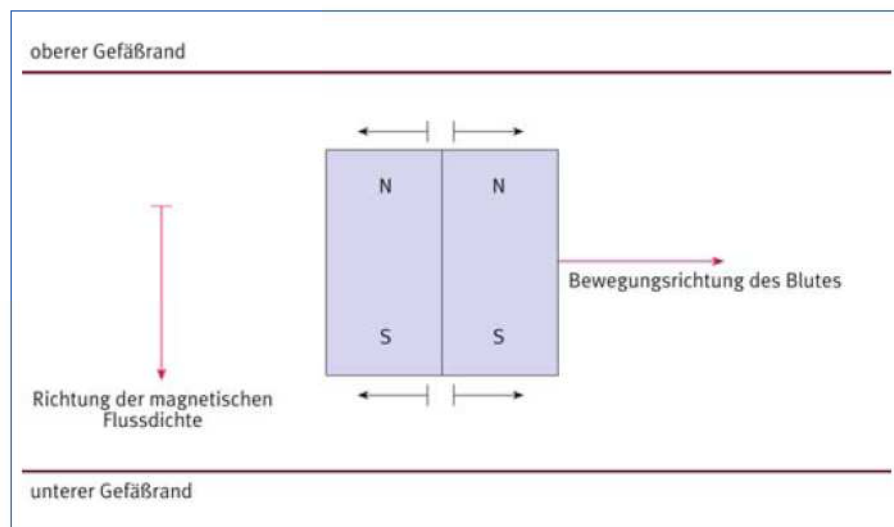 oberer Gefäßrand
N N
Bewegungsrichtung des Blutes
S S
Richtung der magnetischen
Flussdichte
unterer Gefäßrand